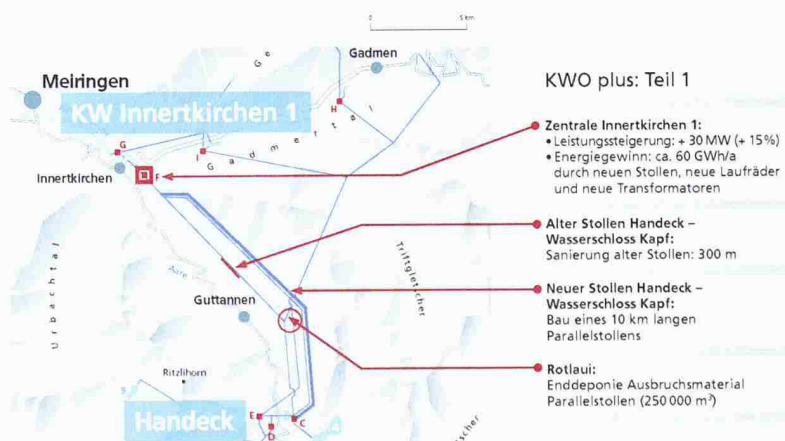 0
5 km
Gadmen
Meiringen
KW Innertkirchen 1
G e
H
G
I
G a d m e r t a l
Innertkirchen
F
Urbachtal
Aare
Guttannen
Triftgletscher
Ritzlihorn
Handeck
E
D
C
4
scher
KWO plus: Teil 1
Zentrale Innertkirchen 1:
• Leistungssteigerung: + 30 MW (+ 15%)
• Energiegewinn: ca. 60 GWh/a
durch neuen Stollen, neue Laufräder
und neue Transformatoren
Alter Stollen Handeck –
Wasserschloss Kapf:
Sanierung alter Stollen: 300 m
Neuer Stollen Handeck –
Wasserschloss Kapf:
Bau eines 10 km langen
Parallelstollens
Rotlaui:
Enddeponie Ausbruchsmaterial
Parallelstollen (250 000 m³)